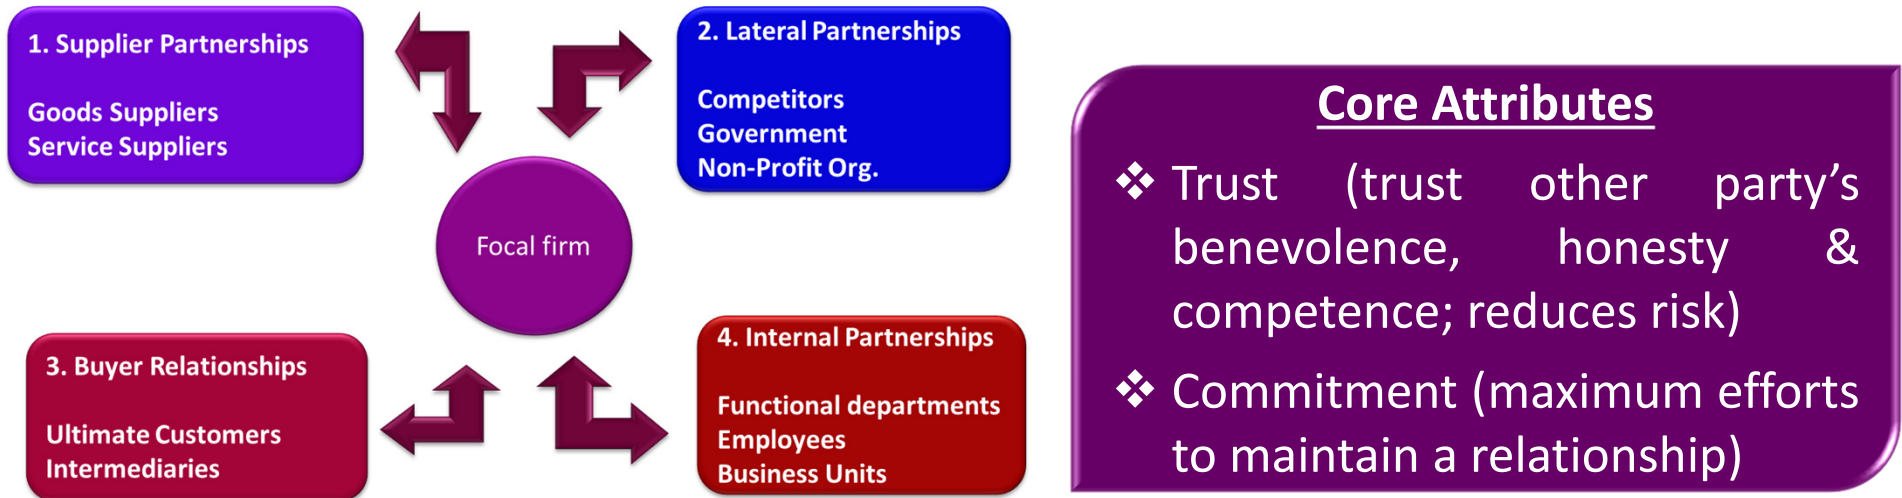 1. Supplier Partnerships
Goods Suppliers
Service Suppliers
2. Lateral Partnerships
Competitors
Government
Non-Profit Org.
Focal firm
3. Buyer Relationships
Ultimate Customers
Intermediaries
4. Internal Partnerships
Functional departments
Employees
Business Units
Core Attributes
❖ Trust (trust other party’s
benevolence, honesty &
competence; reduces risk)
❖ Commitment (maximum efforts
to maintain a relationship)